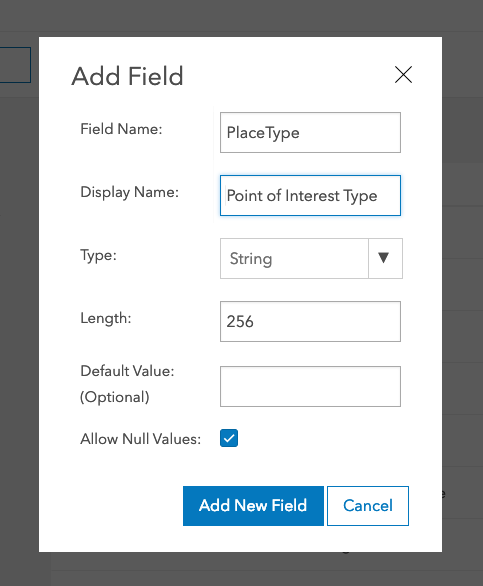 Add Field
Field Name: PlaceType
Display Name: Point of Interest Type
Type: String
Length: 256
Default Value:
(Optional)
Allow Null Values:
Add New Field Cancel